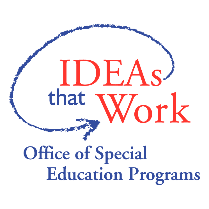 IDEAs
that Work
Office of Special
Education Programs